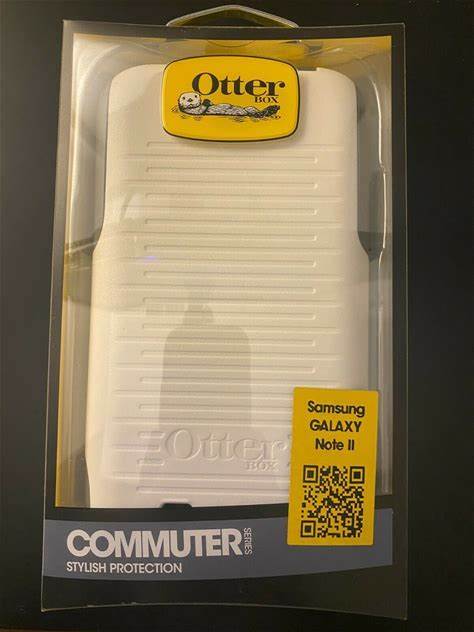 Otter
BOX
Otter
BOX
Samsung
GALAXY
Note II
COMMUTER
SERIES
STYLISH PROTECTION